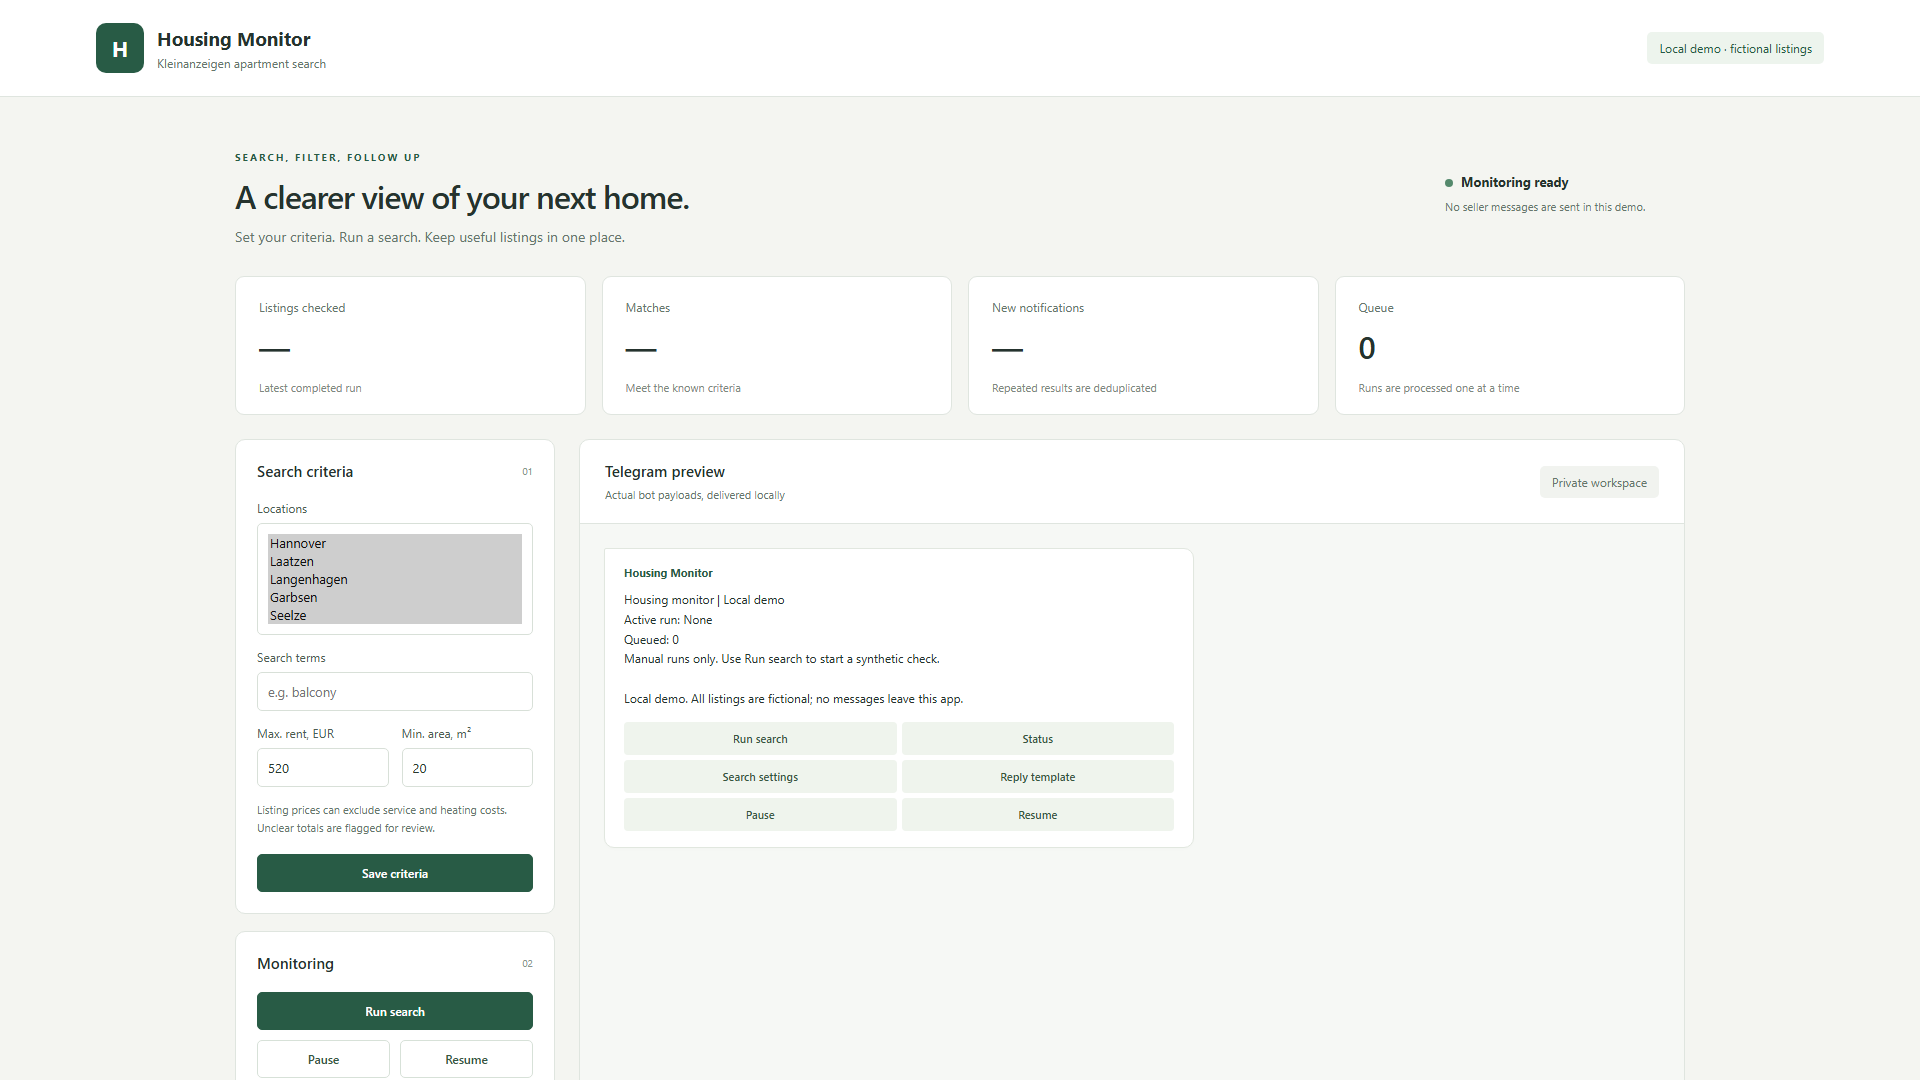 H
Housing Monitor
Kleinanzeigen apartment search
Local demo · fictional listings
SEARCH, FILTER, FOLLOW UP
A clearer view of your next home.
Set your criteria. Run a search. Keep useful listings in one place.
Monitoring ready
No seller messages are sent in this demo.
Listings checked
—
Latest completed run
Matches
—
Meet the known criteria
New notifications
—
Repeated results are deduplicated
Queue
0
Runs are processed one at a time
Search criteria
01
Locations
Hannover
Laatzen
Langenhagen
Garbsen
Seelze
Search terms
e.g. balcony
Max. rent, EUR
Min. area, m²
520
20
Listing prices can exclude service and heating costs.
Unclear totals are flagged for review.
Save criteria
Monitoring
02
Run search
Pause
Resume
Telegram preview
Actual bot payloads, delivered locally
Private workspace
Housing Monitor
Housing monitor | Local demo
Active run: None
Queued: 0
Manual runs only. Use Run search to start a synthetic check.
Local demo. All listings are fictional; no messages leave this app.
Run search
Status
Search settings
Reply template
Pause
Resume